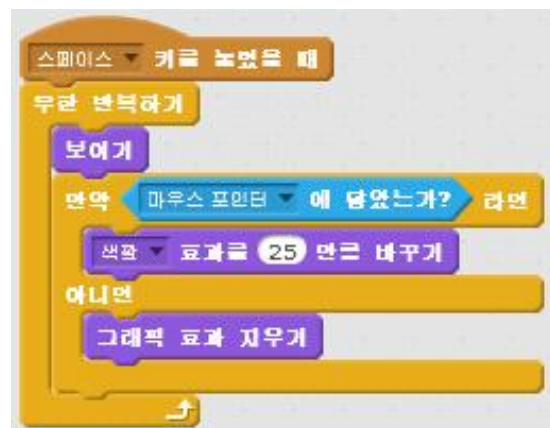 스페이스 키를 눌렀을 때
무한 반복하기
보이기
만약 마우스 포인터 에 닿았는가? 라면
색깔 효과를 25 만큼 바꾸기
아니면
그래픽 효과 지우기